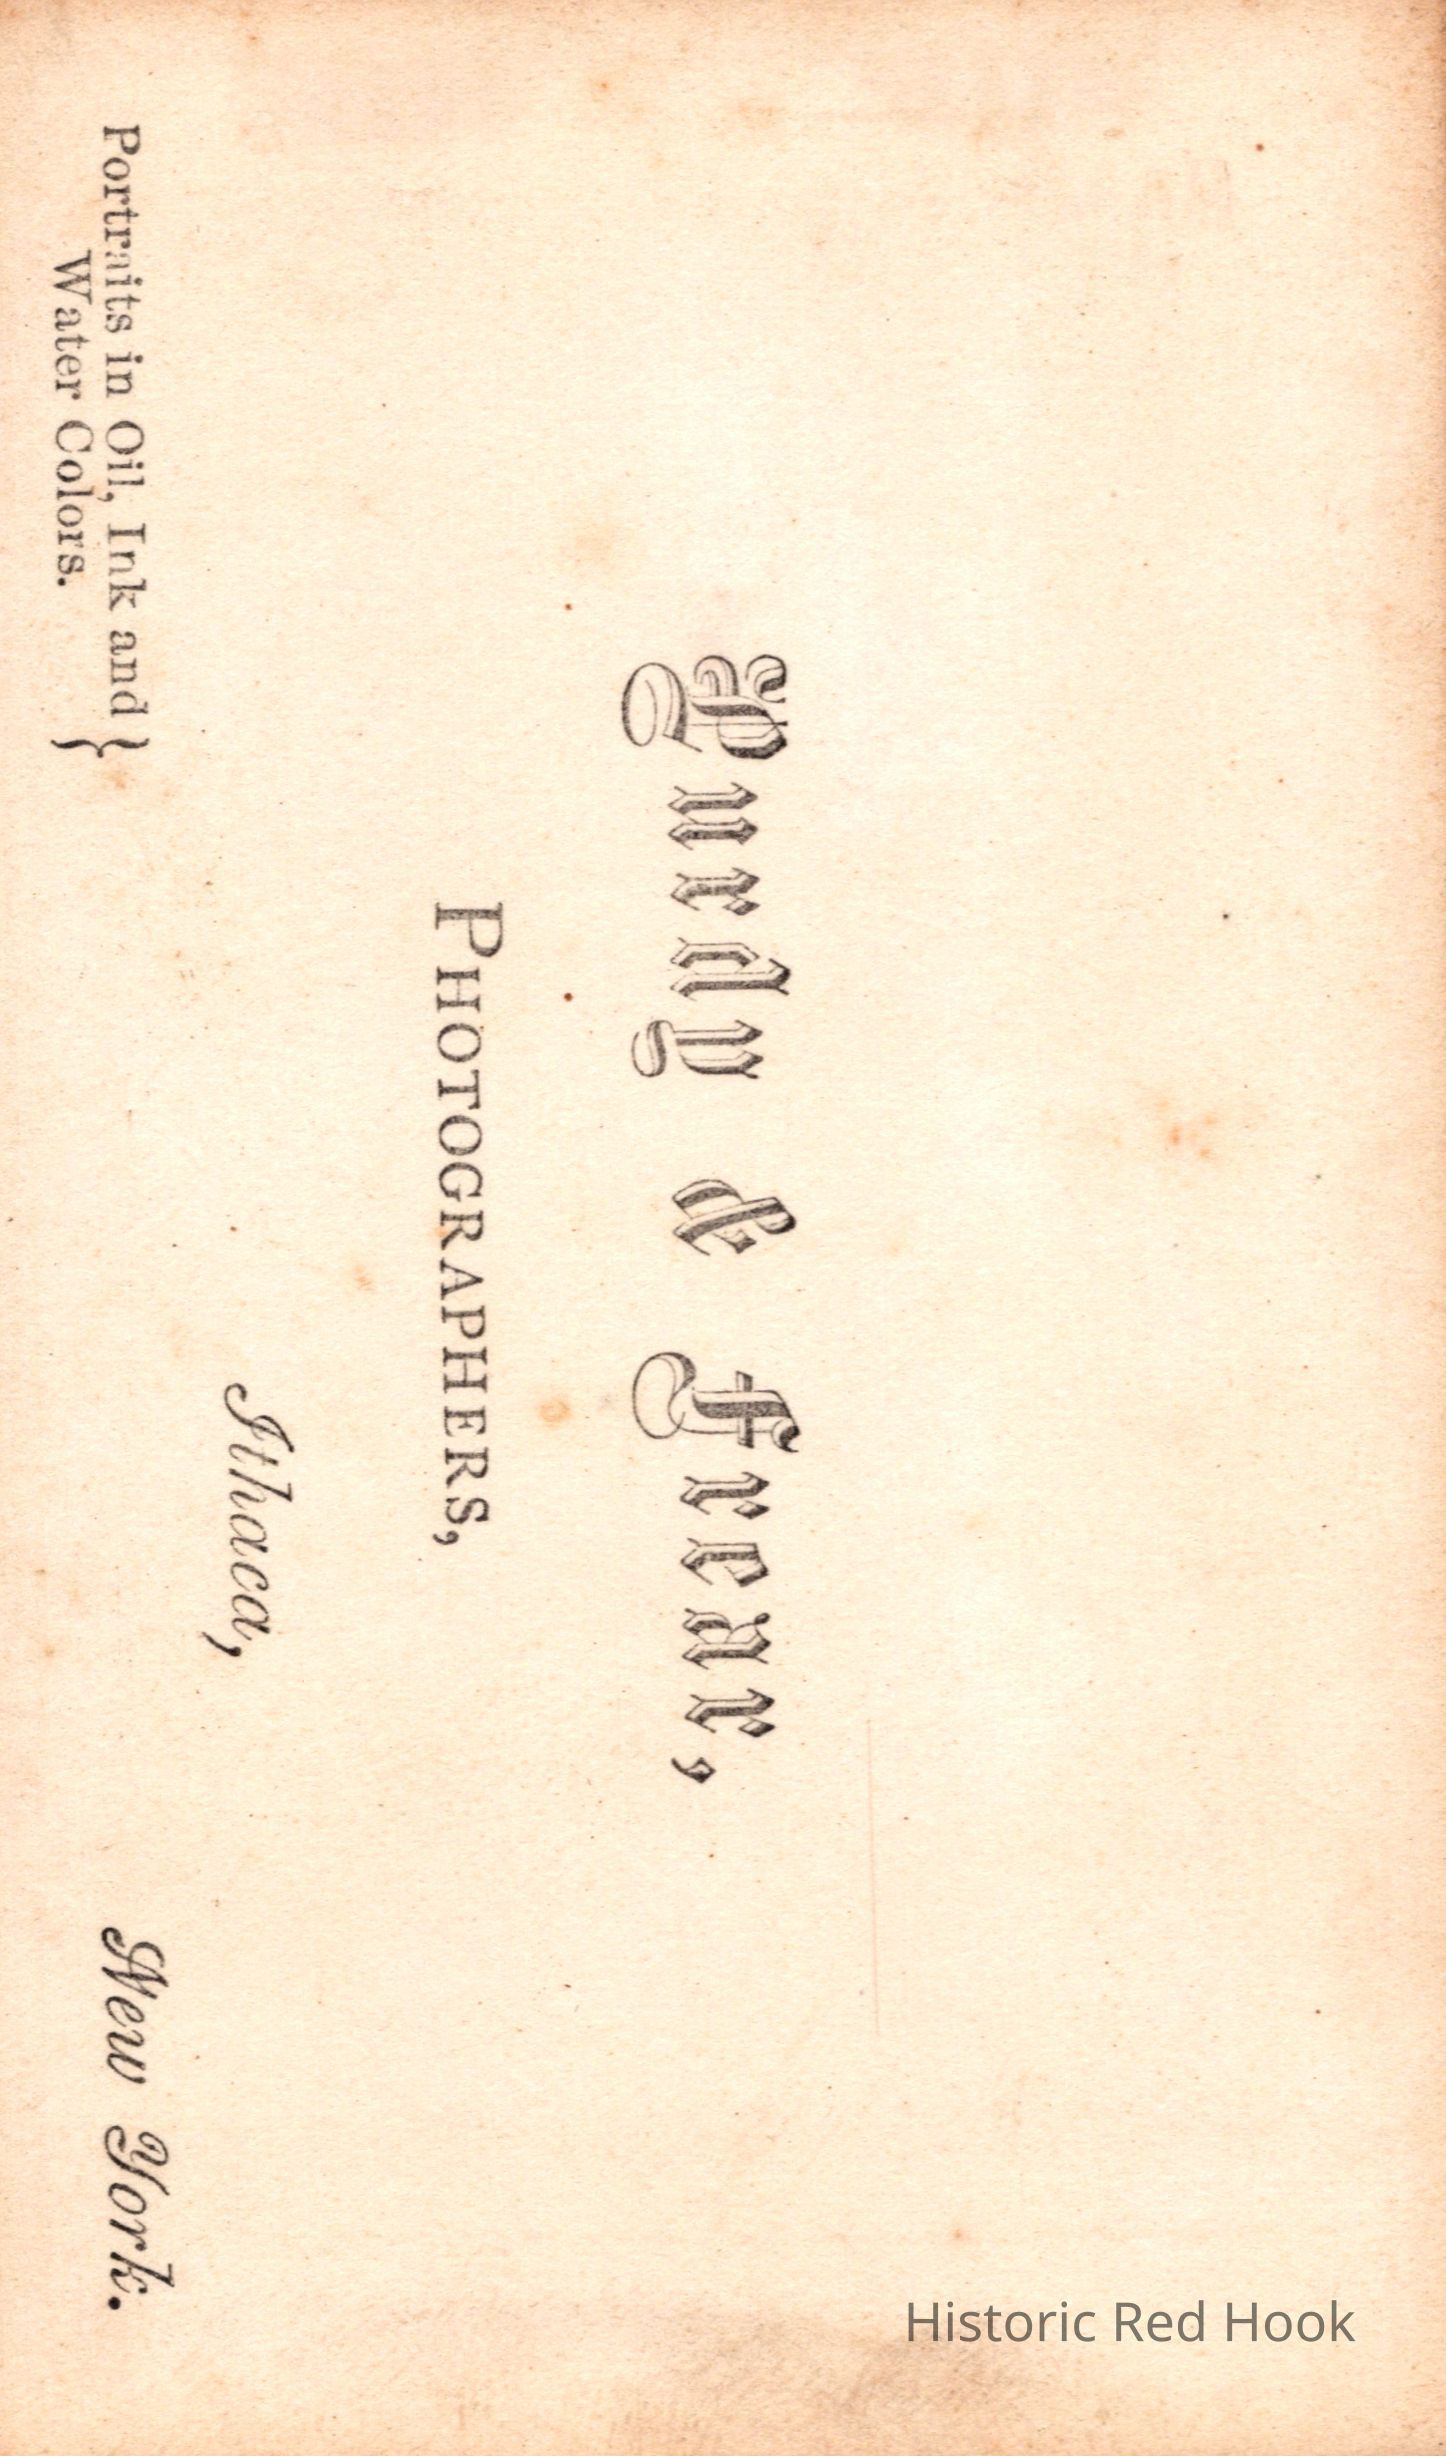 Purdy & Frear,
PHOTOGRAPHERS,
Ithaca,
New York.
Portraits in Oil, Ink and }
Water Colors.
Historic Red Hook